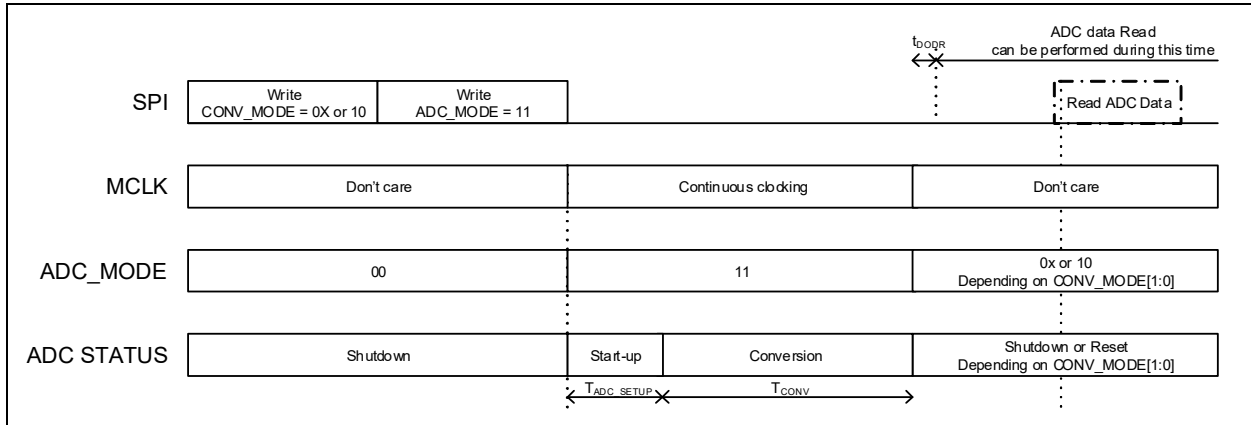 ADC data Read
can be performed during this time
tDODR
SPI
Write
CONV_MODE = 0X or 10
Write
ADC_MODE = 11
Read ADC Data
MCLK
Don't care
Continuous clocking
Don't care
ADC_MODE
00
11
0x or 10
Depending on CONV_MODE[1:0]
ADC STATUS
Shutdown
Start-up
Conversion
Shutdown or Reset
Depending on CONV_MODE[1:0]
TADC_SETUP
TCONV